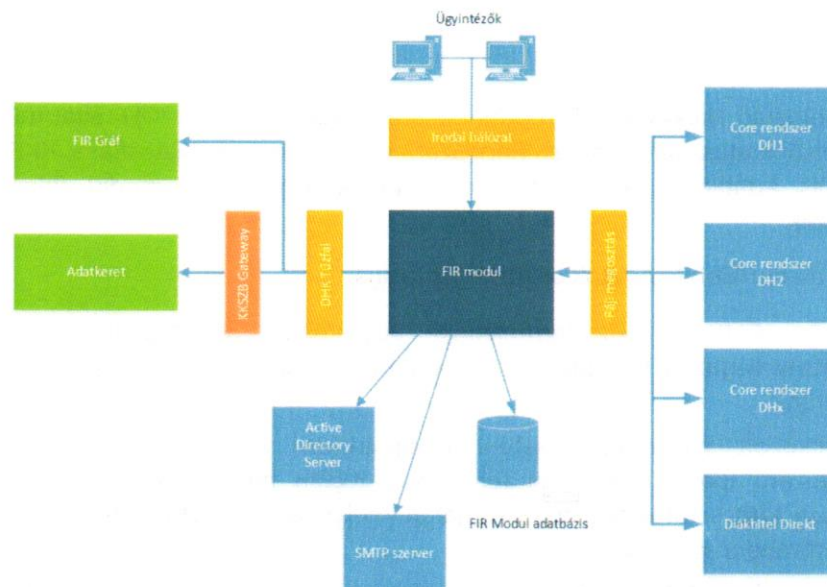 Ügyintézők
Irodai hálózat
FIR Gráf
Adatkeret
KKSZB Gateway
DHK Tűzfal
FIR modul
Fájl megosztás
Core rendszer
DH1
Core rendszer
DH2
Core rendszer
DHx
Diákhitel Direkt
Active
Directory
Server
SMTP szerver
FIR Modul adatbázis